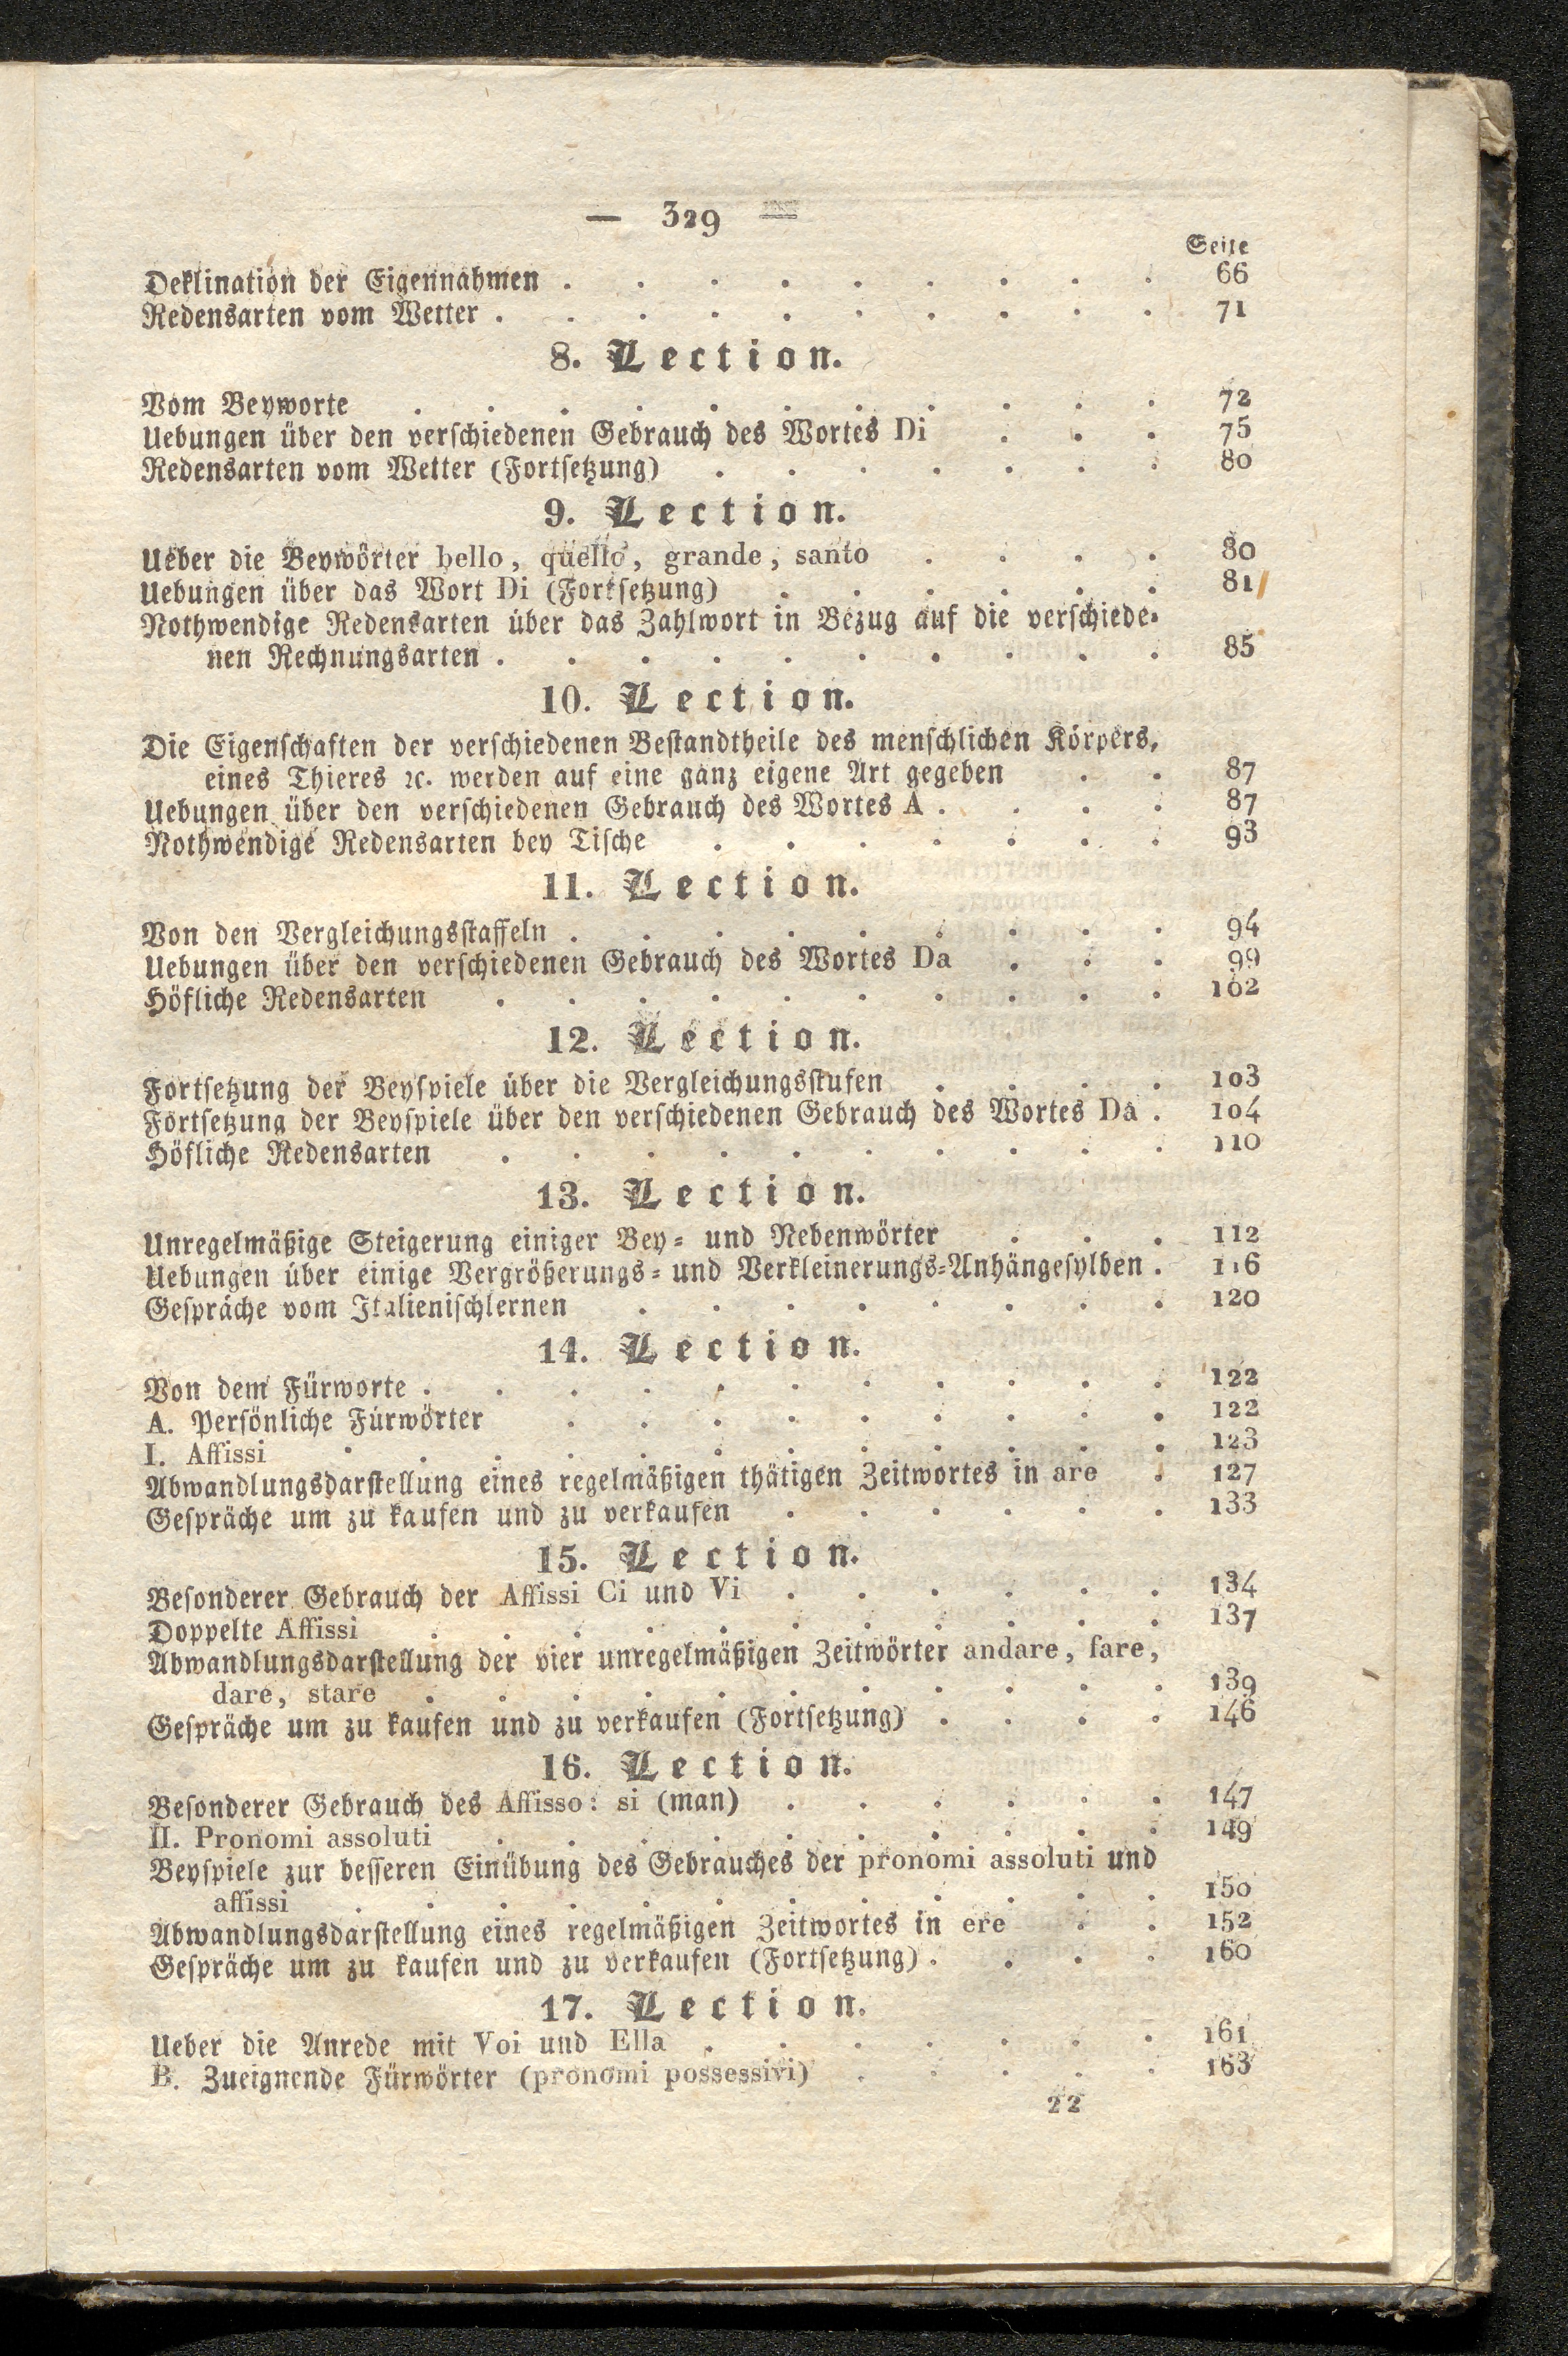 — 329 —
Seite
Deklination der Eigennahmen . . . . . . . . . 66
Redensarten vom Wetter . . . . . . . . . . 71
8. Lection.
Vom Beyworte . . . . . . . . . . . 72
Uebungen über den verschiedenen Gebrauch des Wortes Di . . . 75
Redensarten vom Wetter (Fortsetzung) . . . . . . . 80
9. Lection.
Ueber die Beywörter bello, quello, grande, santo . . . . 80
Uebungen über das Wort Di (Fortsetzung) . . . . . . 81
Nothwendige Redensarten über das Zahlwort in Bezug auf die verschiede-
nen Rechnungsarten . . . . . . . . . . 85
10. Lection.
Die Eigenschaften der verschiedenen Bestandtheile des menschlichen Körpers,
eines Thieres ꝛc. werden auf eine ganz eigene Art gegeben . . 87
Uebungen über den verschiedenen Gebrauch des Wortes A . . . . 87
Nothwendige Redensarten bey Tische . . . . . . . 93
11. Lection.
Von den Vergleichungsstaffeln . . . . . . . . . 94
Uebungen über den verschiedenen Gebrauch des Wortes Da . . . 99
Höfliche Redensarten . . . . . . . . . . 102
12. Lection.
Fortsetzung der Beyspiele über die Vergleichungsstufen . . . . 103
Fortsetzung der Beyspiele über den verschiedenen Gebrauch des Wortes Da . 104
Höfliche Redensarten . . . . . . . . . . 110
13. Lection.
Unregelmäßige Steigerung einiger Bey- und Nebenwörter . . . 112
Uebungen über einige Vergrößerungs- und Verkleinerungs-Anhängesylben . 116
Gespräche vom Italienischlernen . . . . . . . . 120
14. Lection.
Von dem Fürworte . . . . . . . . . . . 122
A. Persönliche Fürwörter . . . . . . . . . 122
I. Affissi . . . . . . . . . . . . 123
Abwandlungsdarstellung eines regelmäßigen thätigen Zeitwortes in are . 127
Gespräche um zu kaufen und zu verkaufen . . . . . . 133
15. Lection.
Besonderer Gebrauch der Affissi Ci und Vi . . . . . . 134
Doppelte Affissi . . . . . . . . . . . 137
Abwandlungsdarstellung der vier unregelmäßigen Zeitwörter andare, fare,
dare, stare . . . . . . . . . . . 139
Gespräche um zu kaufen und zu verkaufen (Fortsetzung) . . . . 146
16. Lection.
Besonderer Gebrauch des Affisso: si (man) . . . . . . 147
II. Pronomi assoluti . . . . . . . . . . 149
Beyspiele zur besseren Einübung des Gebrauches der pronomi assoluti und
affissi . . . . . . . . . . . . 150
Abwandlungsdarstellung eines regelmäßigen Zeitwortes in ere . . 152
Gespräche um zu kaufen und zu verkaufen (Fortsetzung) . . . . 160
17. Lection.
Ueber die Anrede mit Voi und Ella . . . . . . . 161
B. Zueignende Fürwörter (pronomi possessivi) . . . . . 163
22